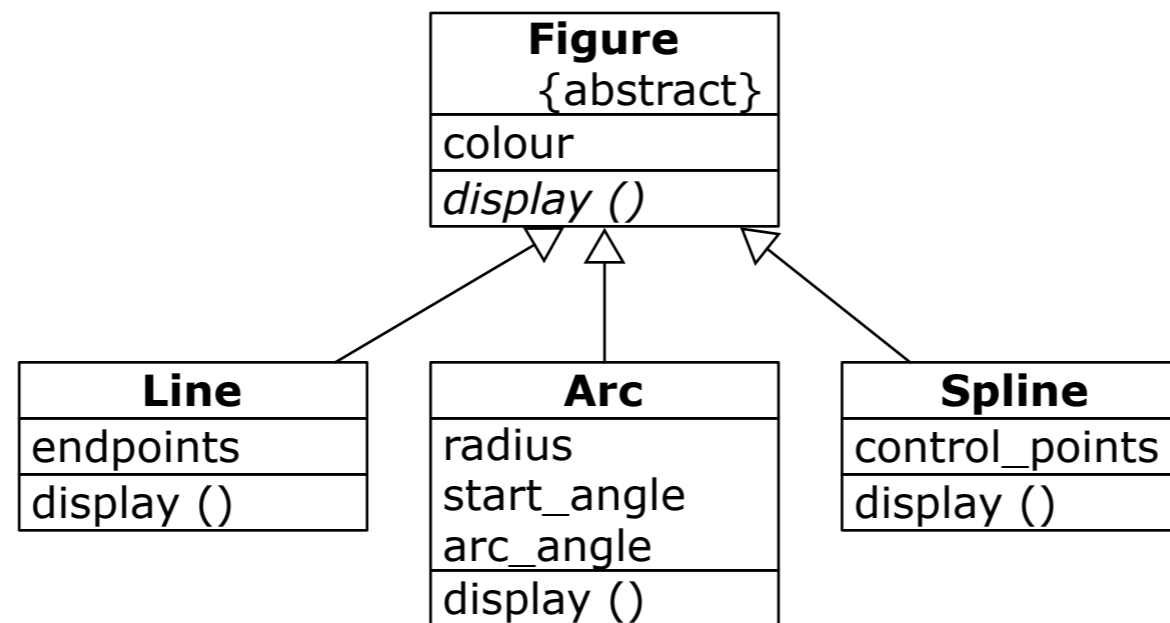 Figure
{abstract}
colour
display ()
Line
endpoints
display ()
Arc
radius
start_angle
arc_angle
display ()
Spline
control_points
display ()